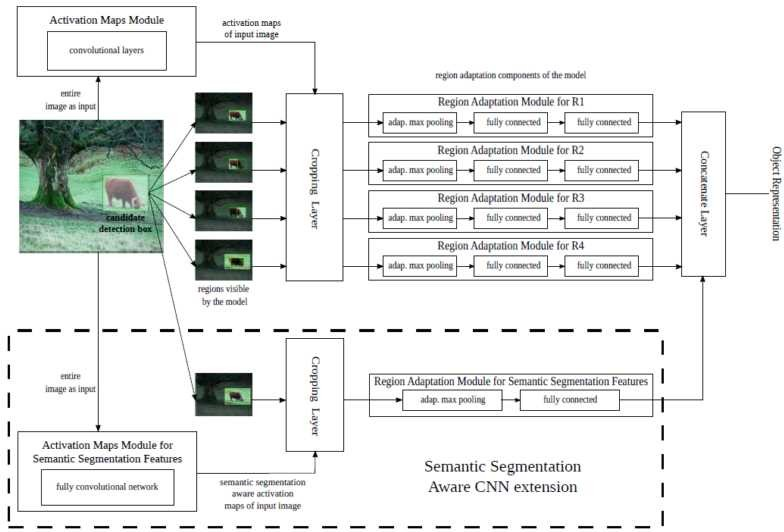 Activation Maps Module
convolutional layers
activation maps
of input image
entire
image as input
region adaptation components of the model
Region Adaptation Module for R1
adap. max pooling
fully connected
fully connected
Region Adaptation Module for R2
adap. max pooling
fully connected
fully connected
Region Adaptation Module for R3
adap. max pooling
fully connected
fully connected
Region Adaptation Module for R4
adap. max pooling
fully connected
fully connected
Cropping Layer
Concatenate Layer
Object Representation
candidate
detection box
regions visible
by the model
entire
image as input
Cropping Layer
Region Adaptation Module for Semantic Segmentation Features
adap. max pooling
fully connected
Activation Maps Module for
Semantic Segmentation Features
fully convolutional network
semantic segmentation
aware activation
maps of input image
Semantic Segmentation
Aware CNN extension